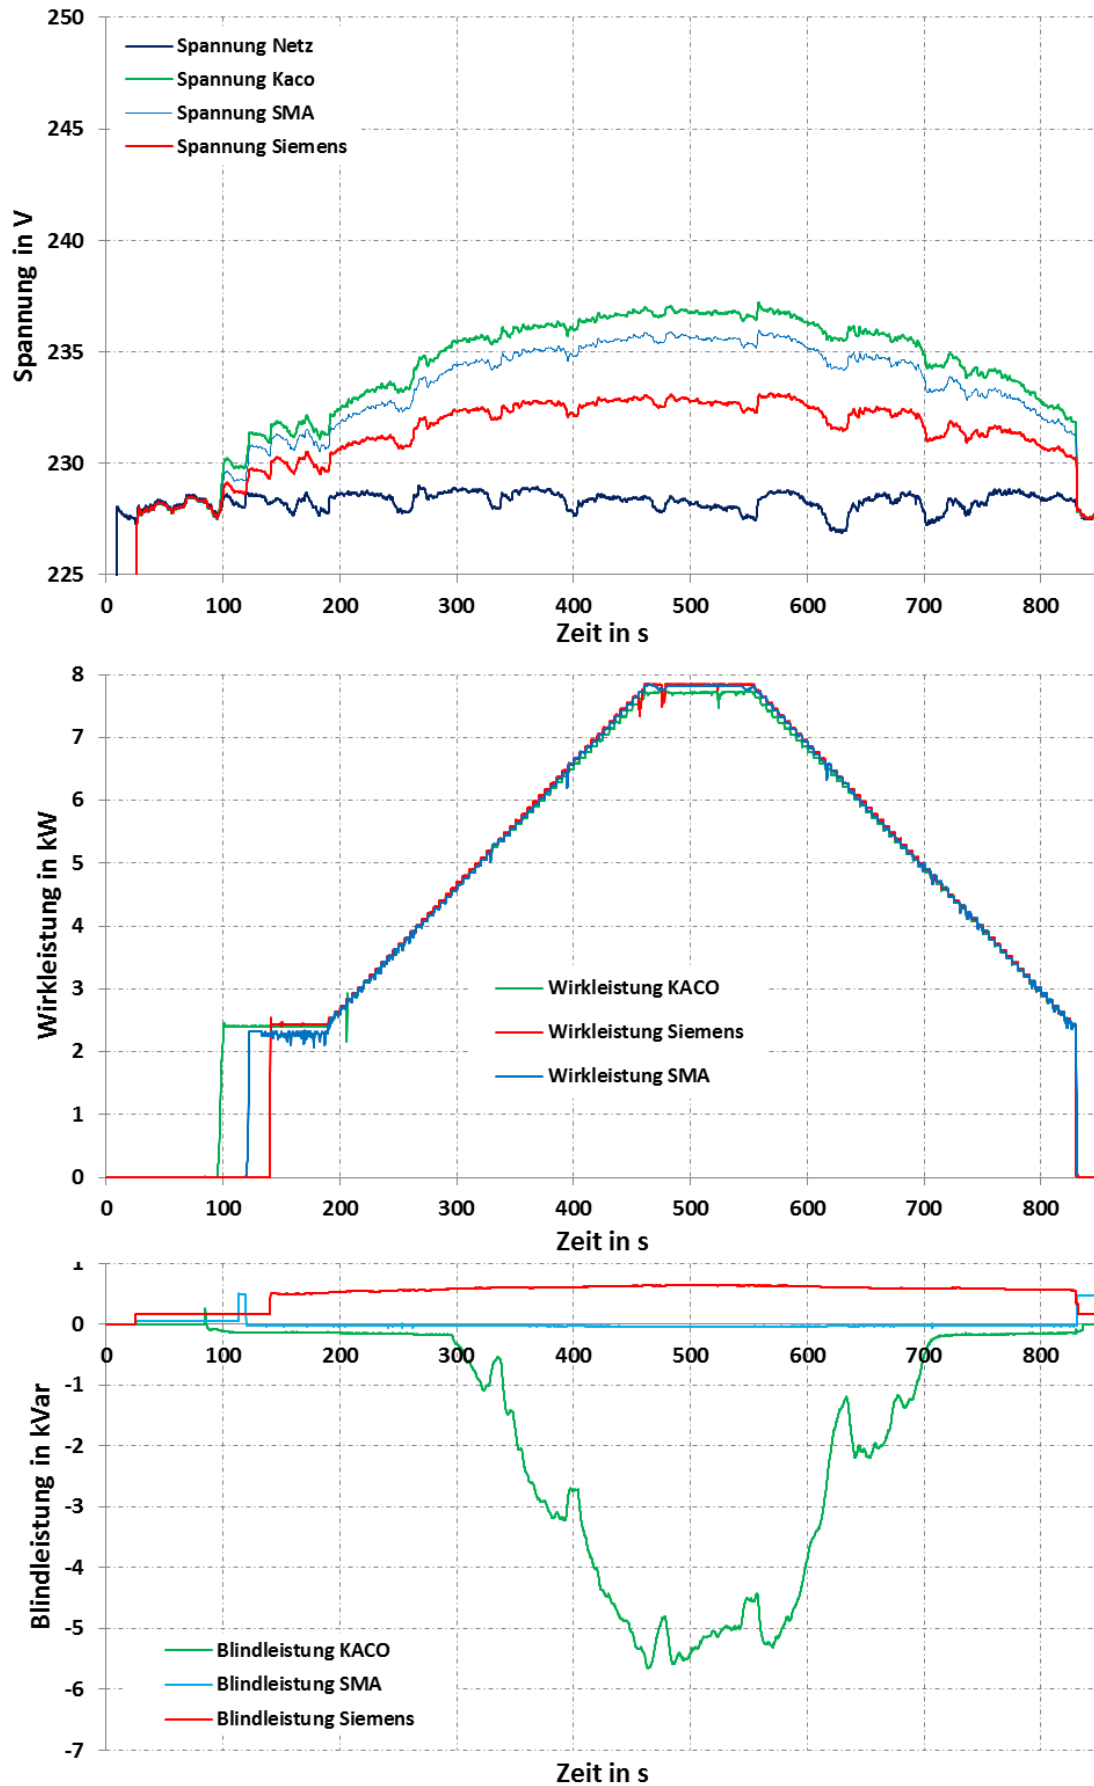 250
Spannung Netz
Spannung Kaco
Spannung SMA
Spannung Siemens
245
240
235
230
225
Spannung in V
0 100 200 300 400 500 600 700 800
Zeit in s
8
7
6
5
4
3
2
1
0
Wirkleistung in kW
Wirkleistung KACO
Wirkleistung Siemens
Wirkleistung SMA
0 100 200 300 400 500 600 700 800
Zeit in s
1
0
0 100 200 300 400 500 600 700 800
-1
-2
-3
-4
-5
-6
-7
Blindleistung in kVar
Blindleistung KACO
Blindleistung SMA
Blindleistung Siemens
Zeit in s